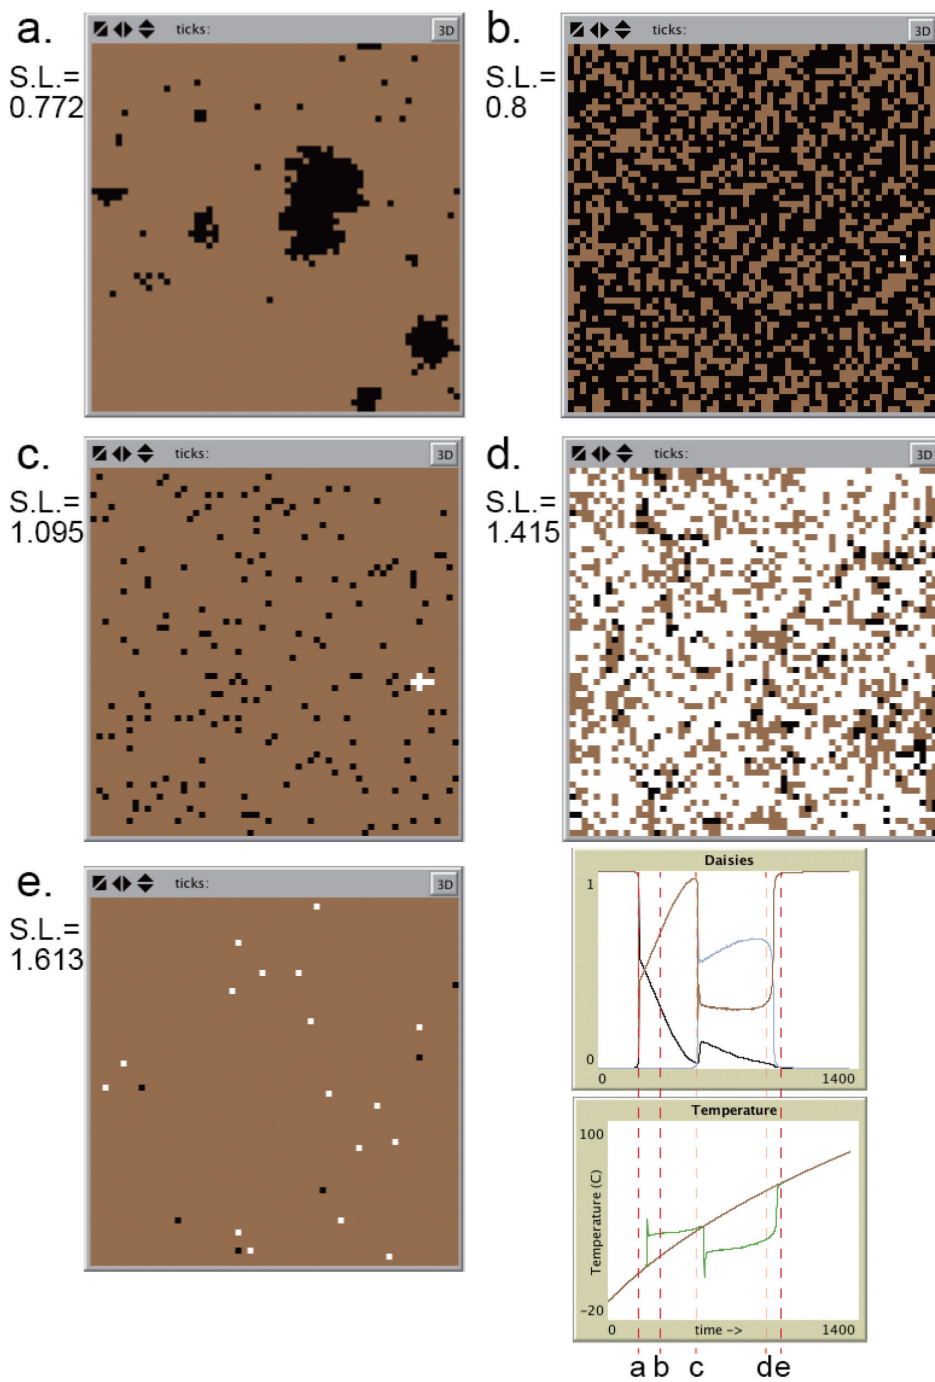 a.
S.L.=
0.772
ticks:
3D
b.
S.L.=
0.8
ticks:
3D
c.
S.L.=
1.095
ticks:
3D
d.
S.L.=
1.415
ticks:
3D
e.
S.L.=
1.613
ticks:
3D
Daisies
1
0
0
1400
Temperature
100
Temperature (C)
-20
0
time ->
1400
a b c d e